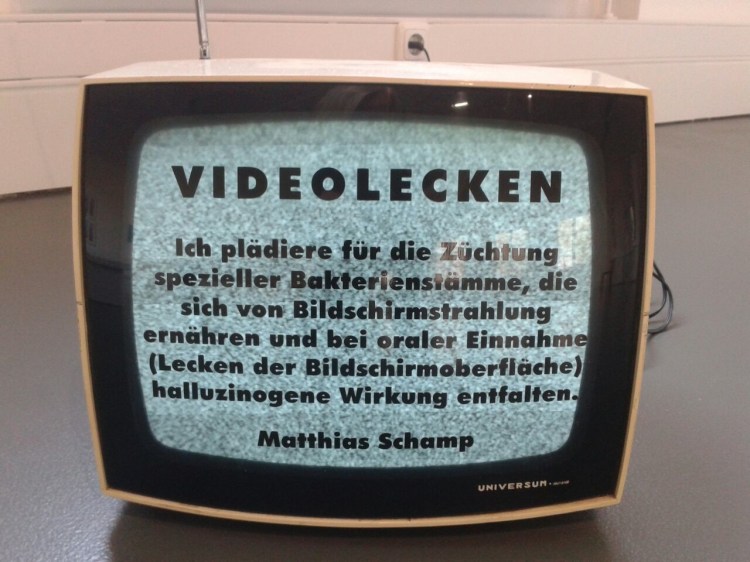 VIDEOLECKEN
Ich plädiere für die Züchtung
spezieller Bakterienstämme, die
sich von Bildschirmstrahlung
ernähren und bei oraler Einnahme
(Lecken der Bildschirmoberfläche)
halluzinogene Wirkung entfalten.
Matthias Schamp
UNIVERSUM